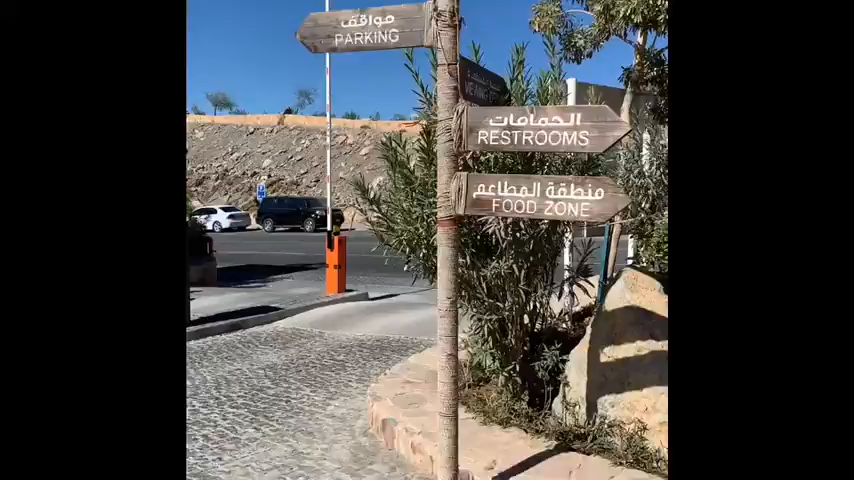 مواقف
PARKING
الحمامات
RESTROOMS
منطقة المطاعم
FOOD ZONE